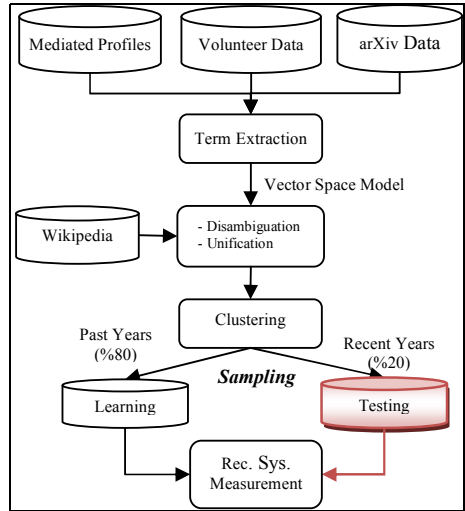 Mediated Profiles
Volunteer Data
arXiv Data
Term Extraction
Vector Space Model
Wikipedia
- Disambiguation
- Unification
Clustering
Past Years
(%80)
Recent Years
(%20)
Sampling
Learning
Testing
Rec. Sys.
Measurement